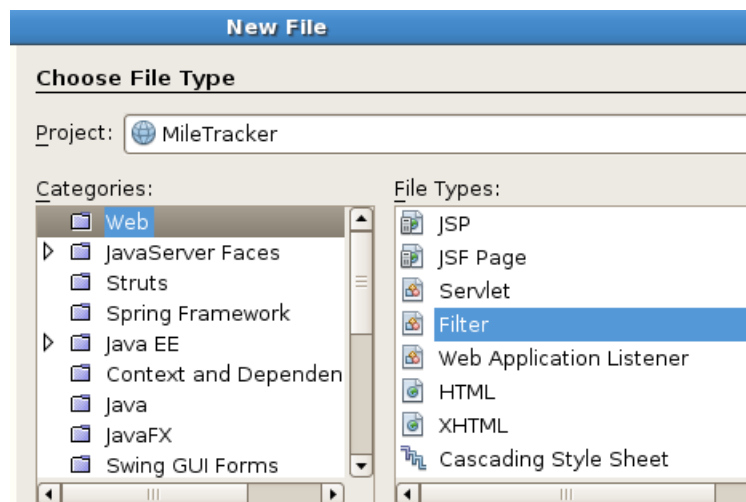 New File
Choose File Type
Project: MileTracker
Categories:
Web
JavaServer Faces
Struts
Spring Framework
Java EE
Context and Dependen
Java
JavaFX
Swing GUI Forms
File Types:
JSP
JSF Page
Servlet
Filter
Web Application Listener
HTML
XHTML
Cascading Style Sheet